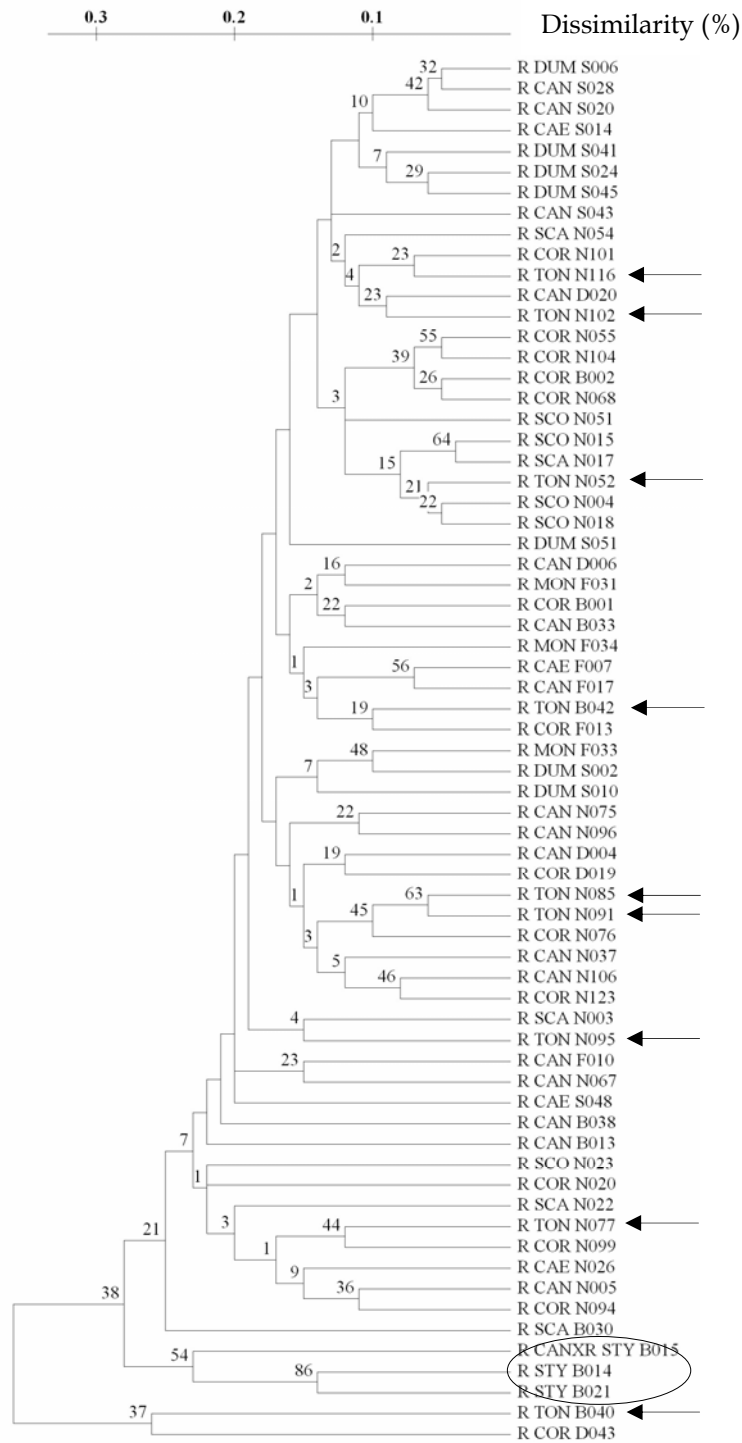 0.3 0.2 0.1 Dissimilarity (%)
32 R DUM S006
42 R CAN S028
R CAN S020
10 R CAE S014
R DUM S041
7 R DUM S024
29 R DUM S045
R CAN S043
2 R SCA N054
23 R COR N101
4 R TON N116
23 R CAN D020
R TON N102
55 R COR N055
39 R COR N104
26 R COR B002
3 R COR N068
R SCO N051
64 R SCO N015
15 R SCA N017
21 R TON N052
22 R SCO N004
R SCO N018
R DUM S051
16 R CAN D006
2 R MON F031
22 R COR B001
R CAN B033
1 R MON F034
56 R CAE F007
3 R CAN F017
19 R TON B042
R COR F013
48 R MON F033
7 R DUM S002
R DUM S010
22 R CAN N075
R CAN N096
19 R CAN D004
1 R COR D019
63 R TON N085
45 R TON N091
3 R COR N076
5 R CAN N037
46 R CAN N106
R COR N123
4 R SCA N003
R TON N095
23 R CAN F010
R CAN N067
R CAE S048
R CAN B038
7 R CAN B013
1 R SCO N023
R COR N020
3 R SCA N022
44 R TON N077
1 R COR N099
21 9 R CAE N026
36 R CAN N005
R COR N094
38 R SCA B030
54 R CANXR STY B015
86 R STY B014
R STY B021
37 R TON B040
R COR D043